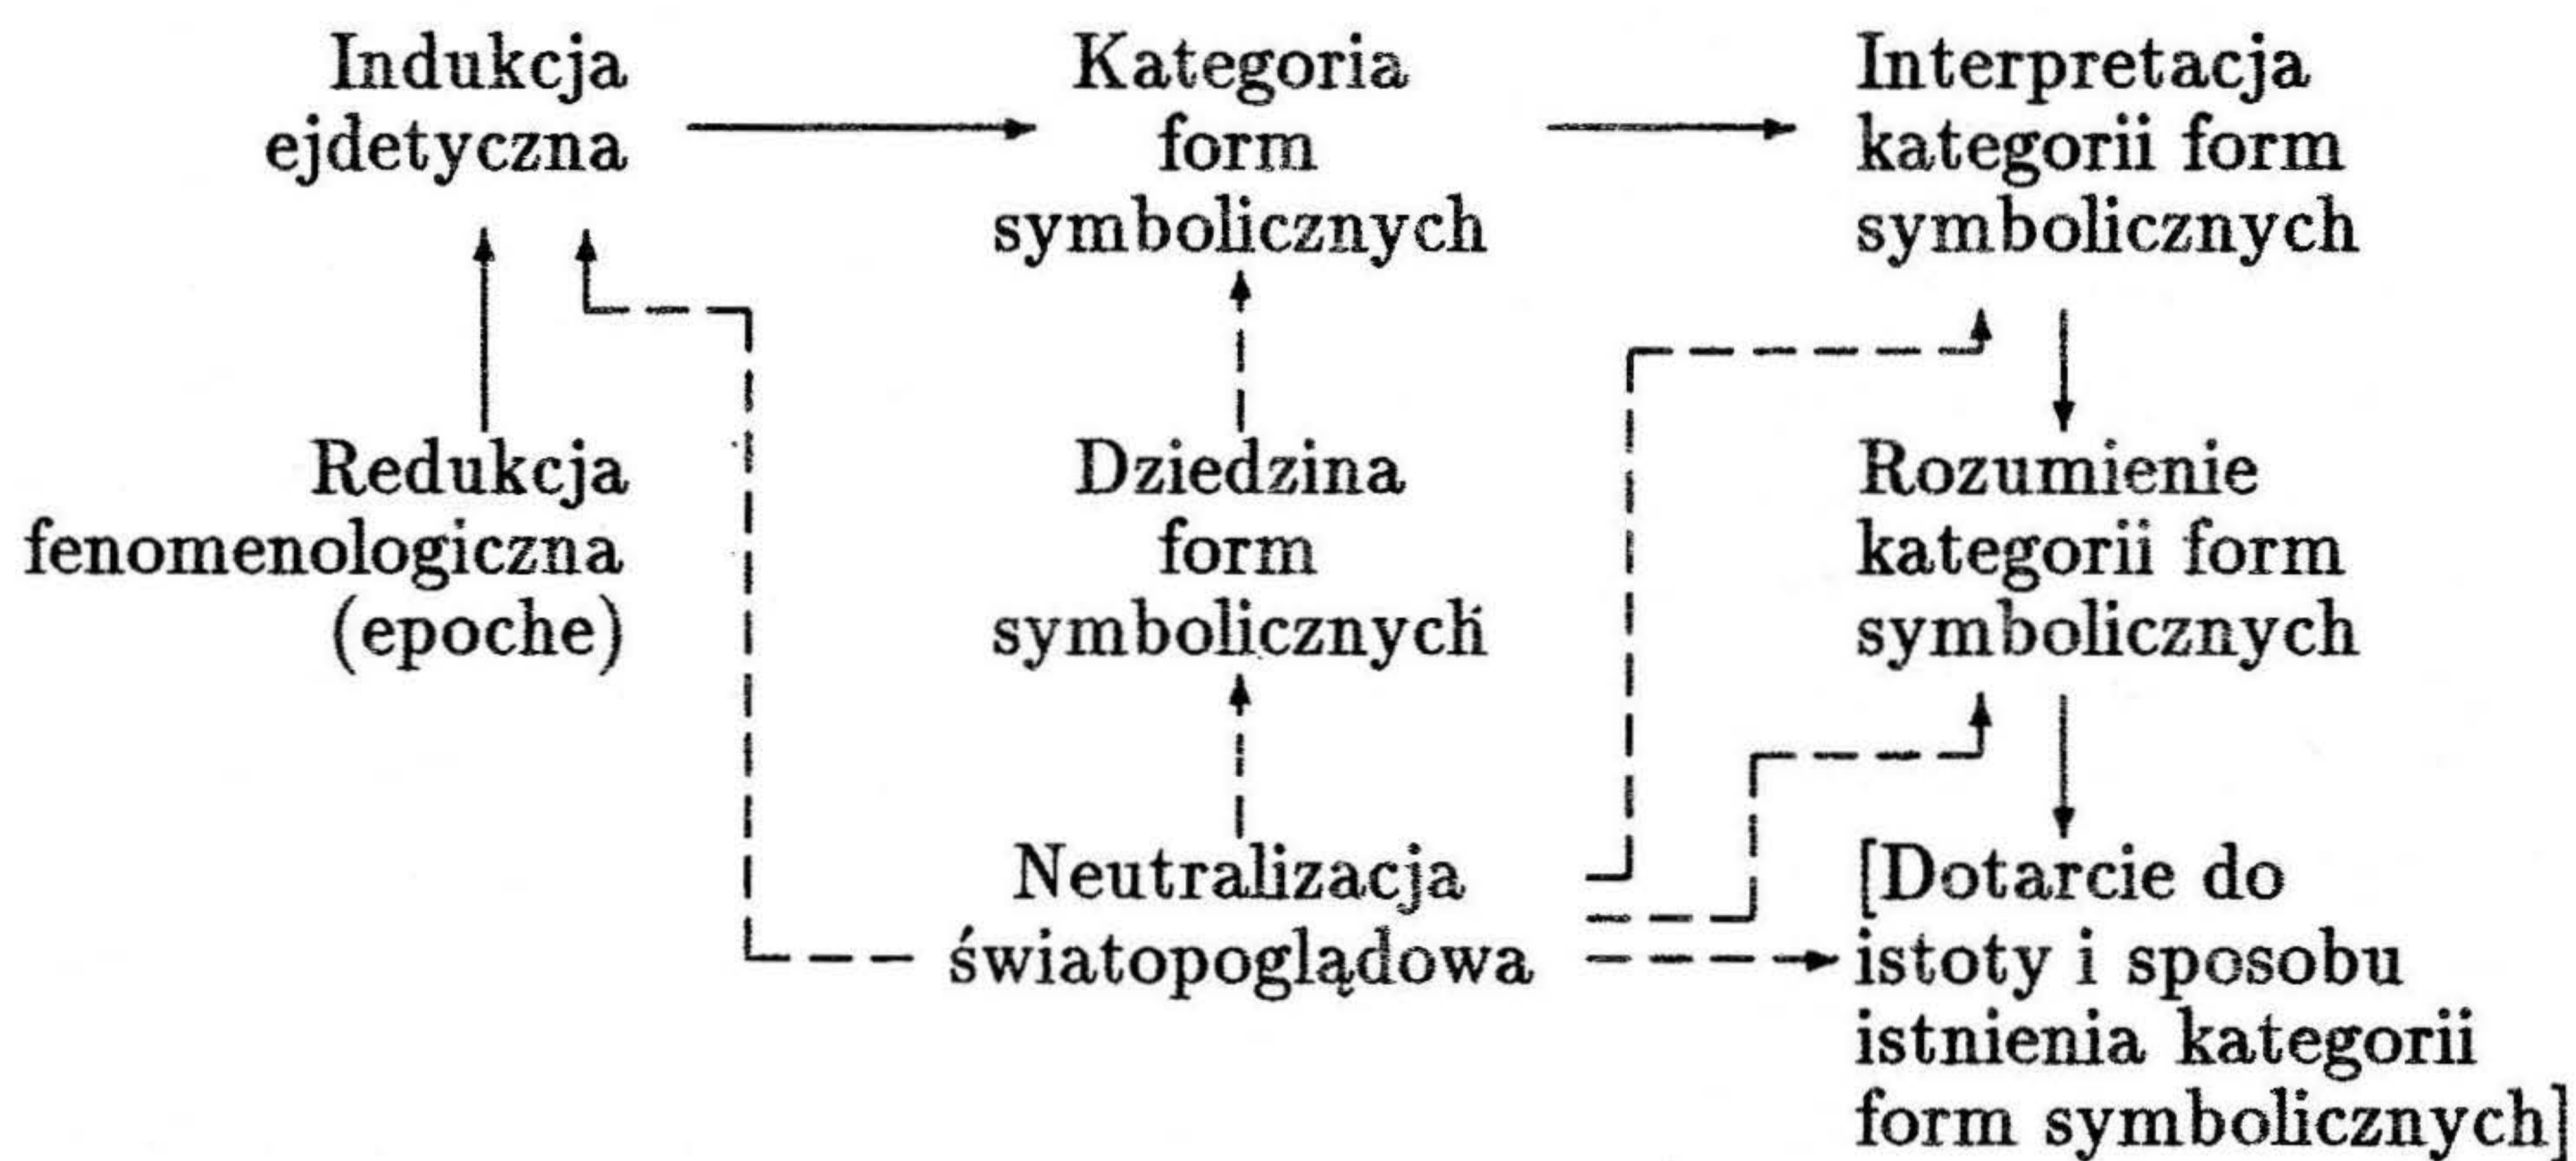 Indukcja
ejdetyczna
Kategoria
form
symbolicznych
Interpretacja
kategorii form
symbolicznych
Redukcja
fenomenologiczna
(epoche)
Dziedzina
form
symbolicznych
Rozumienie
kategorii form
symbolicznych
Neutralizacja
światopoglądowa
[Dotarcie do
istoty i sposobu
istnienia kategorii
form symbolicznych]